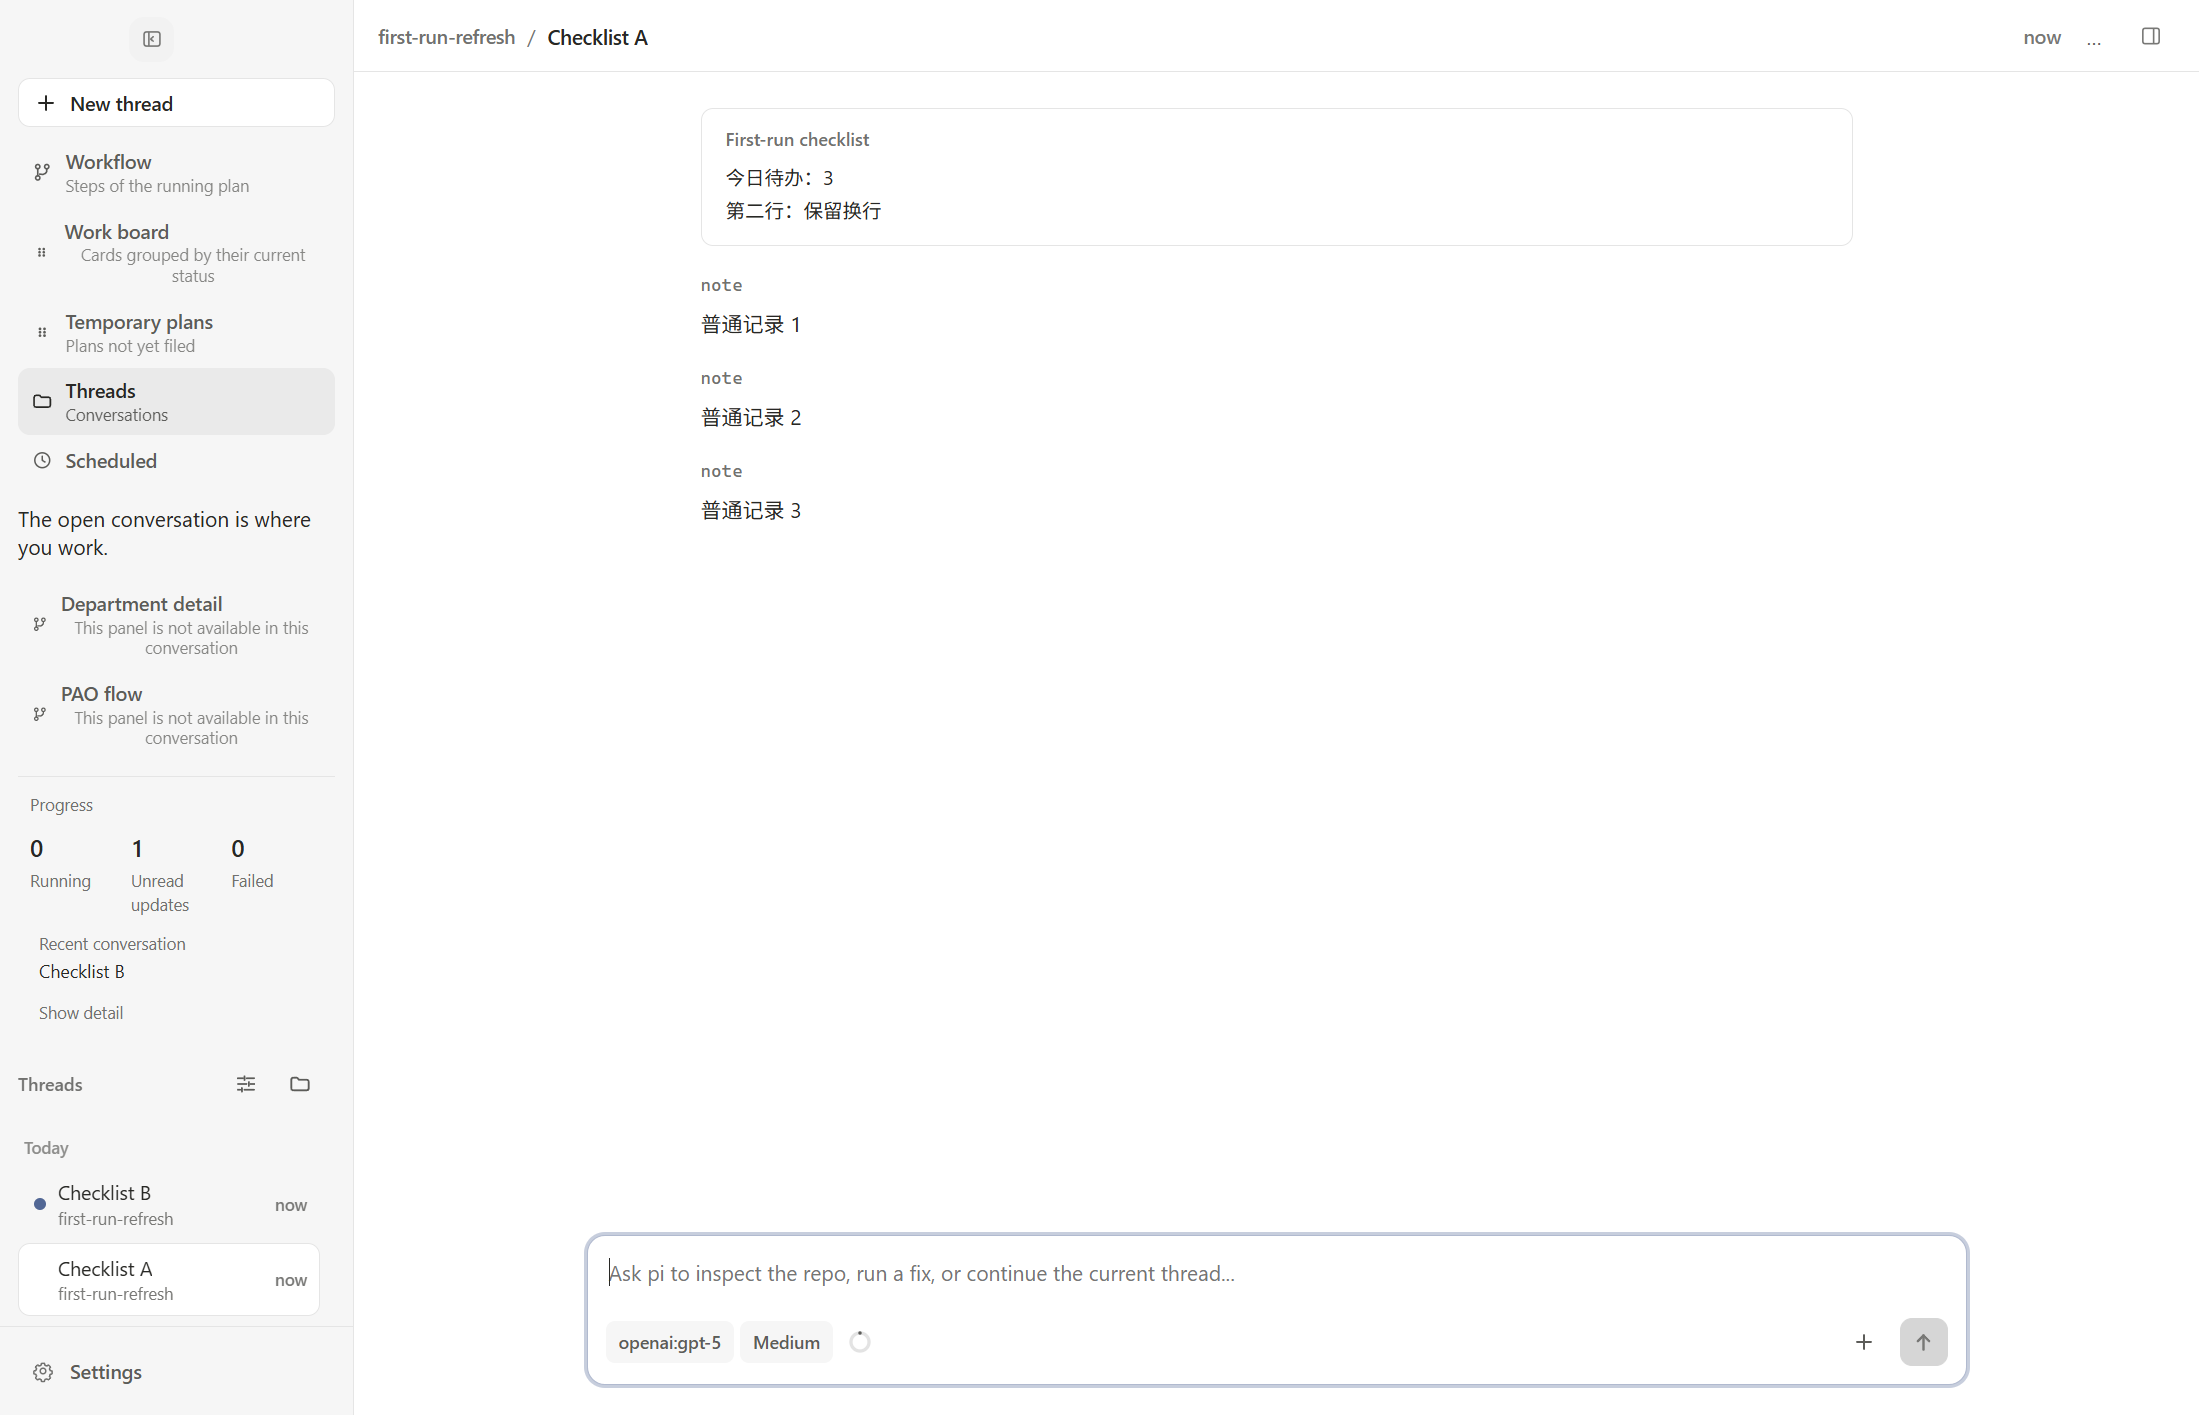 New thread
Workflow
Steps of the running plan
Work board
Cards grouped by their current
status
Temporary plans
Plans not yet filed
Threads
Conversations
Scheduled
The open conversation is where
you work.
Department detail
This panel is not available in this
conversation
PAO flow
This panel is not available in this
conversation
Progress
0 1 0
Running Unread updates Failed
Recent conversation
Checklist B
Show detail
Threads
Today
Checklist B
first-run-refresh now
Checklist A
first-run-refresh now
Settings
first-run-refresh / Checklist A now ...
First-run checklist
今日待办：3
第二行：保留换行
note
普通记录 1
note
普通记录 2
note
普通记录 3
Ask pi to inspect the repo, run a fix, or continue the current thread...
openai:gpt-5 Medium